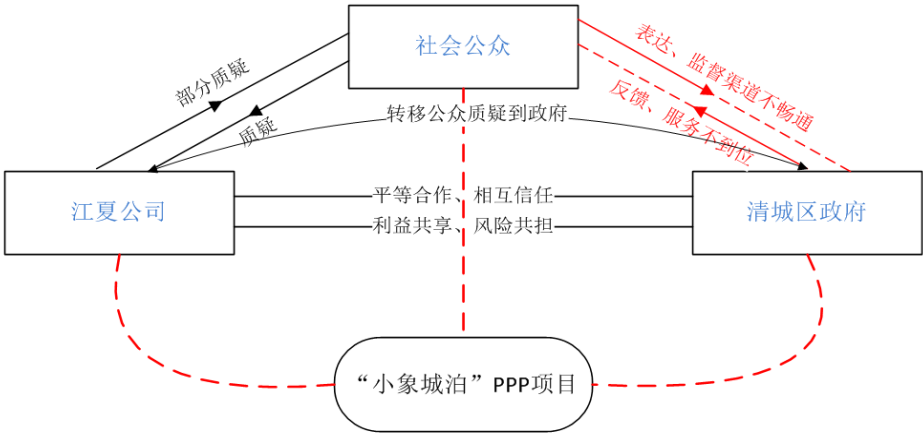 社会公众
表达、监督渠道不畅通
部分质疑
反馈、服务不到位
质疑
转移公众质疑到政府
江夏公司
平等合作、相互信任
利益共享、风险共担
清城区政府
“小象城泊”PPP项目